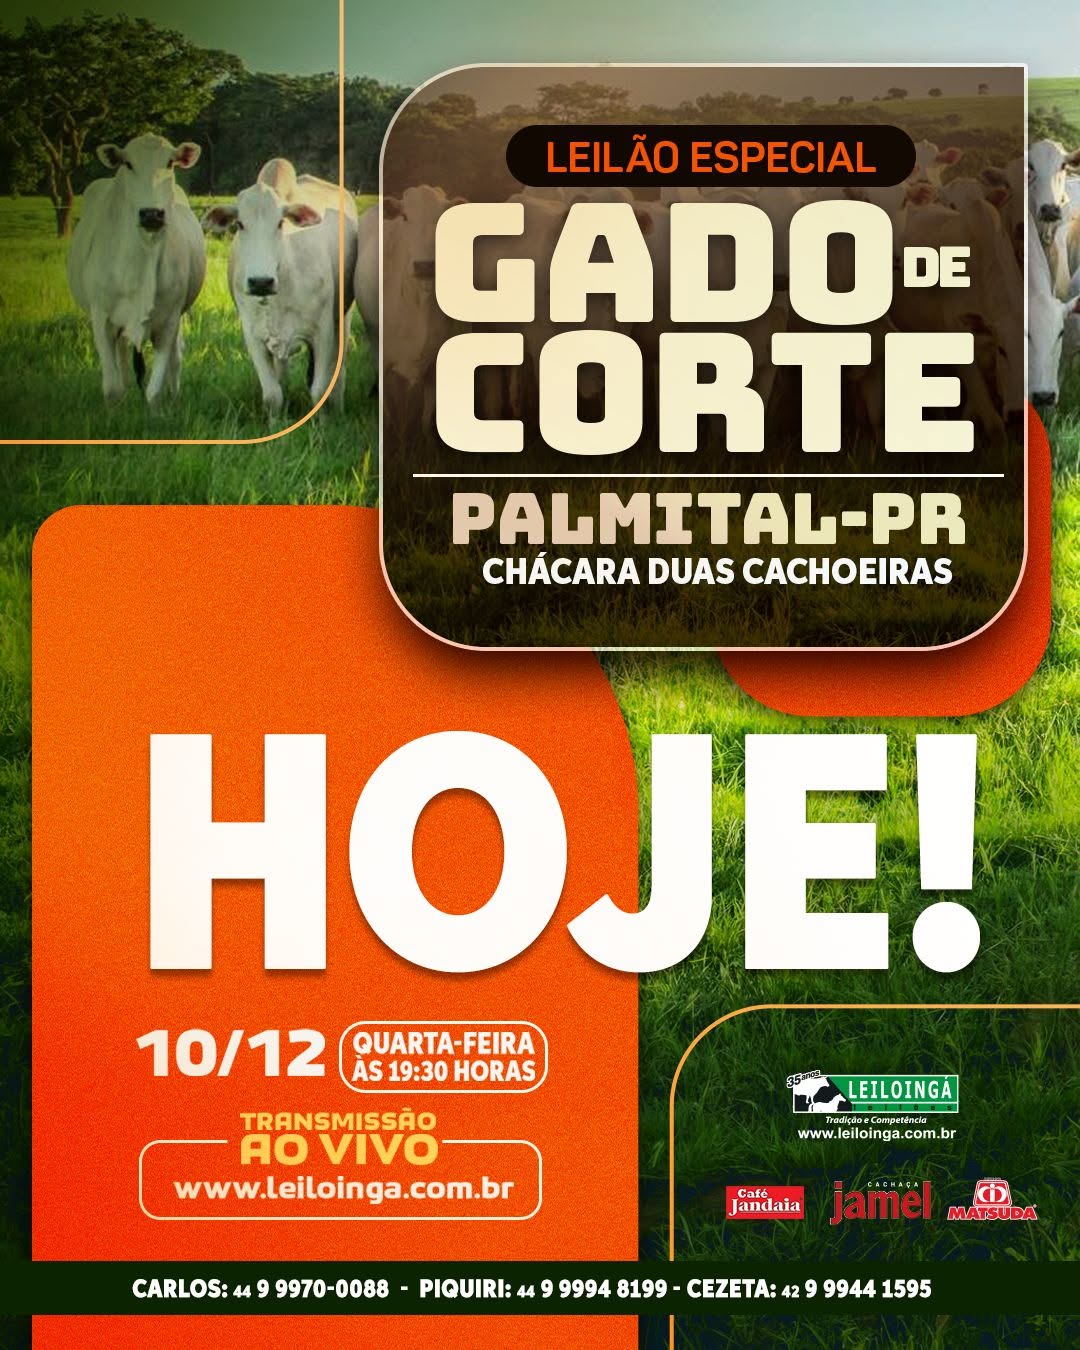 LEILÃO ESPECIAL
GADO DE
CORTE
PALMITAL-PR
CHÁCARA DUAS CACHOEIRAS
HOJE!
10/12
QUARTA-FEIRA
ÀS 19:30 HORAS
TRANSMISSÃO
AO VIVO
www.leiloinga.com.br
35 anos
LEILOINGÁ
Tradição e Competência
www.leiloinga.com.br
Café
Jandaia
CACHAÇA
jamel
MATSUDA
CARLOS: 44 9 9970-0088 - PIQUIRI: 44 9 9994 8199 - CEZETA: 42 9 9944 1595